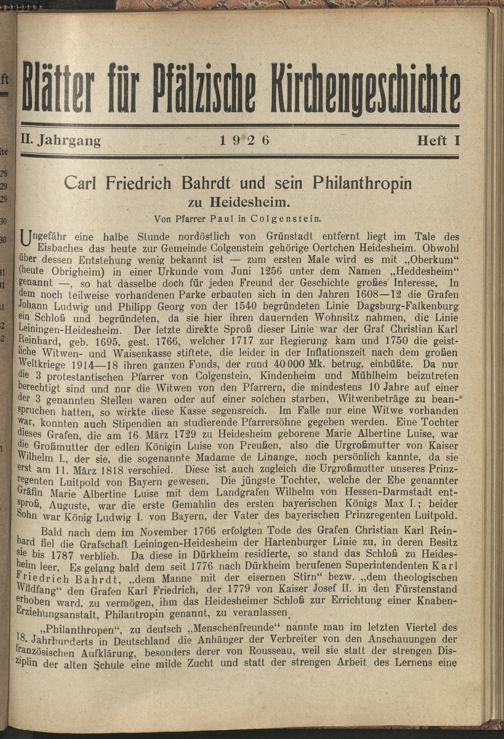 Blätter für Pfälzische Kirchengeschichte
II. Jahrgang 1926 Heft I
Carl Friedrich Bahrdt und sein Philanthropin
zu Heidesheim.
Von Pfarrer Paul in Colgenstein.
Ungefähr eine halbe Stunde nordöstlich von Grünstadt entfernt liegt im Tale des
Eisbaches das heute zur Gemeinde Colgenstein gehörige Oertchen Heidesheim. Obwohl
über dessen Entstehung wenig bekannt ist — zum ersten Male wird es mit „Oberkum"
(heute Obrigheim) in einer Urkunde vom Juni 1256 unter dem Namen „Heddesheim"
genannt —, so hat dasselbe doch für jeden Freund der Geschichte großes Interesse. In
dem noch teilweise vorhandenen Parke erbauten sich in den Jahren 1608—12 die Grafen
Johann Ludwig und Philipp Georg von der 1540 begründeten Linie Dagsburg-Falkenburg
ein Schloß und begründeten, da sie hier ihren dauernden Wohnsitz nahmen, die Linie
Leiningen-Heidesheim. Der letzte direkte Sproß dieser Linie war der Graf Christian Karl
Reinhard, geb. 1695, gest. 1766, welcher 1717 zur Regierung kam und 1750 die geist-
liche Witwen- und Waisenkasse stiftete, die leider in der Inflationszeit nach dem großen
Weltkriege 1914—18 ihren ganzen Fonds, der rund 40000 Mk. betrug, einbüßte. Da nur
die 3 protestantischen Pfarrer von Colgenstein, Kindenheim und Mühlheim beizutreten
berechtigt sind und nur die Witwen von den Pfarrern, die mindestens 10 Jahre auf einer
der 3 genannten Stellen waren oder auf einer solchen starben, Witwenbeträge zu bean-
spruchen hatten, so wirkte diese Kasse segensreich. Im Falle nur eine Witwe vorhanden
war, konnten auch Stipendien an studierende Pfarrersöhne gegeben werden. Eine Tochter
dieses Grafen, die am 16. März 1729 zu Heidesheim geborene Marie Albertine Luise, war
die Großmutter der edlen Königin Luise von Preußen, also die Urgroßmutter von Kaiser
Wilhelm I., der sie, die sogenannte Madame de Linange, noch persönlich kannte, da sie
erst am 11. März 1818 verschied. Diese ist auch zugleich die Urgroßmutter unseres Prinz-
regenten Luitpold von Bayern gewesen. Die jüngste Tochter, welche der Ehe genannter
Gräfin Marie Albertine Luise mit dem Landgrafen Wilhelm von Hessen-Darmstadt ent-
sproß, Auguste, war die erste Gemahlin des ersten bayerischen Königs Max I.; beider
Sohn war König Ludwig I. von Bayern, der Vater des bayerischen Prinzregenten Luitpold.
Bald nach dem im November 1766 erfolgten Tode des Grafen Christian Karl Rein-
hard fiel die Grafschaft Leiningen-Heidesheim der Hartenburger Linie zu, in deren Besitz
sie bis 1787 verblieb. Da diese in Dürkheim residierte, so stand das Schloß zu Heides-
heim leer. Es gelang dem seit 1776 nach Dürkheim berufenen Superintendenten Karl
Friedrich Bahrdt, „dem Manne mit der eisernen Stirn" bezw. „dem theologischen
Wildfang" den Grafen Karl Friedrich, der 1779 von Kaiser Josef II. in den Fürstenstand
erhoben ward, zu vermögen, ihm das Heidesheimer Schloß zur Errichtung einer Knaben-
Erziehungsanstalt, Philantropin genannt, zu veranlassen.
„Philanthropen", zu deutsch „Menschenfreunde" nannte man im letzten Viertel des
18. Jahrhunderts in Deutschland die Anhänger der Verbreiter von den Anschauungen der
französischen Aufklärung, besonders derer von Rousseau, weil sie statt der strengen Dis-
ziplin der alten Schule eine milde Zucht und statt der strengen Arbeit des Lernens eine